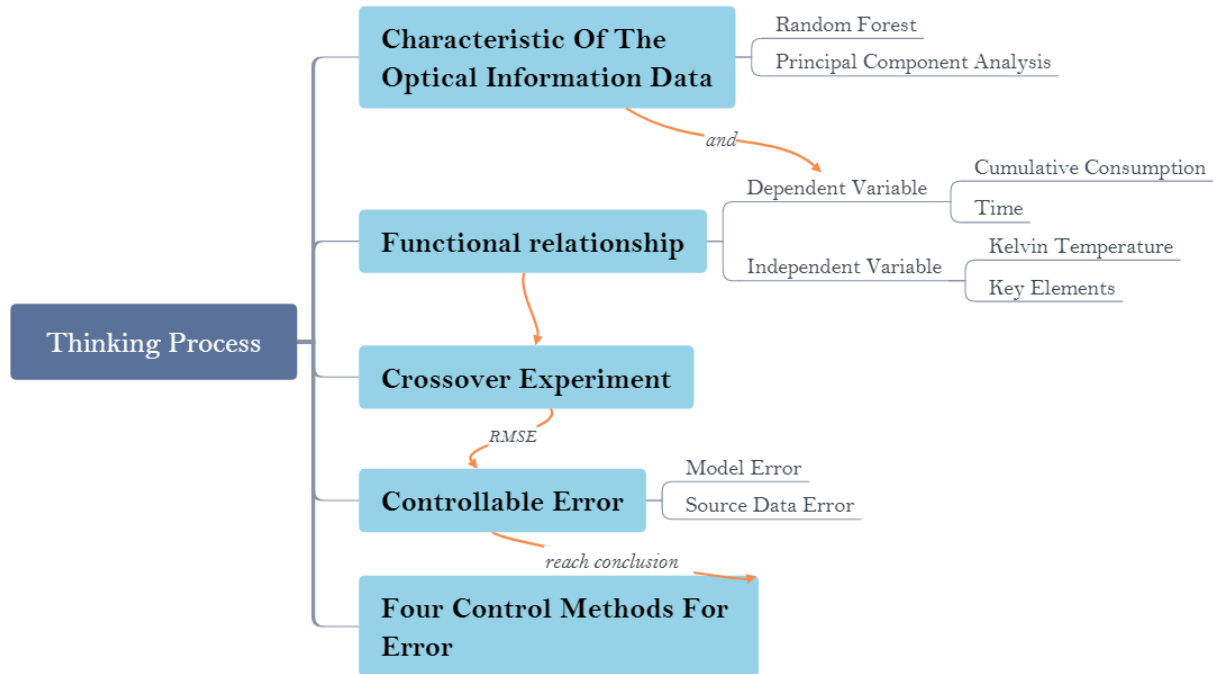 Characteristic Of The
Optical Information Data
Random Forest
Principal Component Analysis
and
Dependent Variable
Cumulative Consumption
Time
Functional relationship
Independent Variable
Kelvin Temperature
Key Elements
Thinking Process
Crossover Experiment
RMSE
Controllable Error
Model Error
Source Data Error
reach conclusion
Four Control Methods For
Error